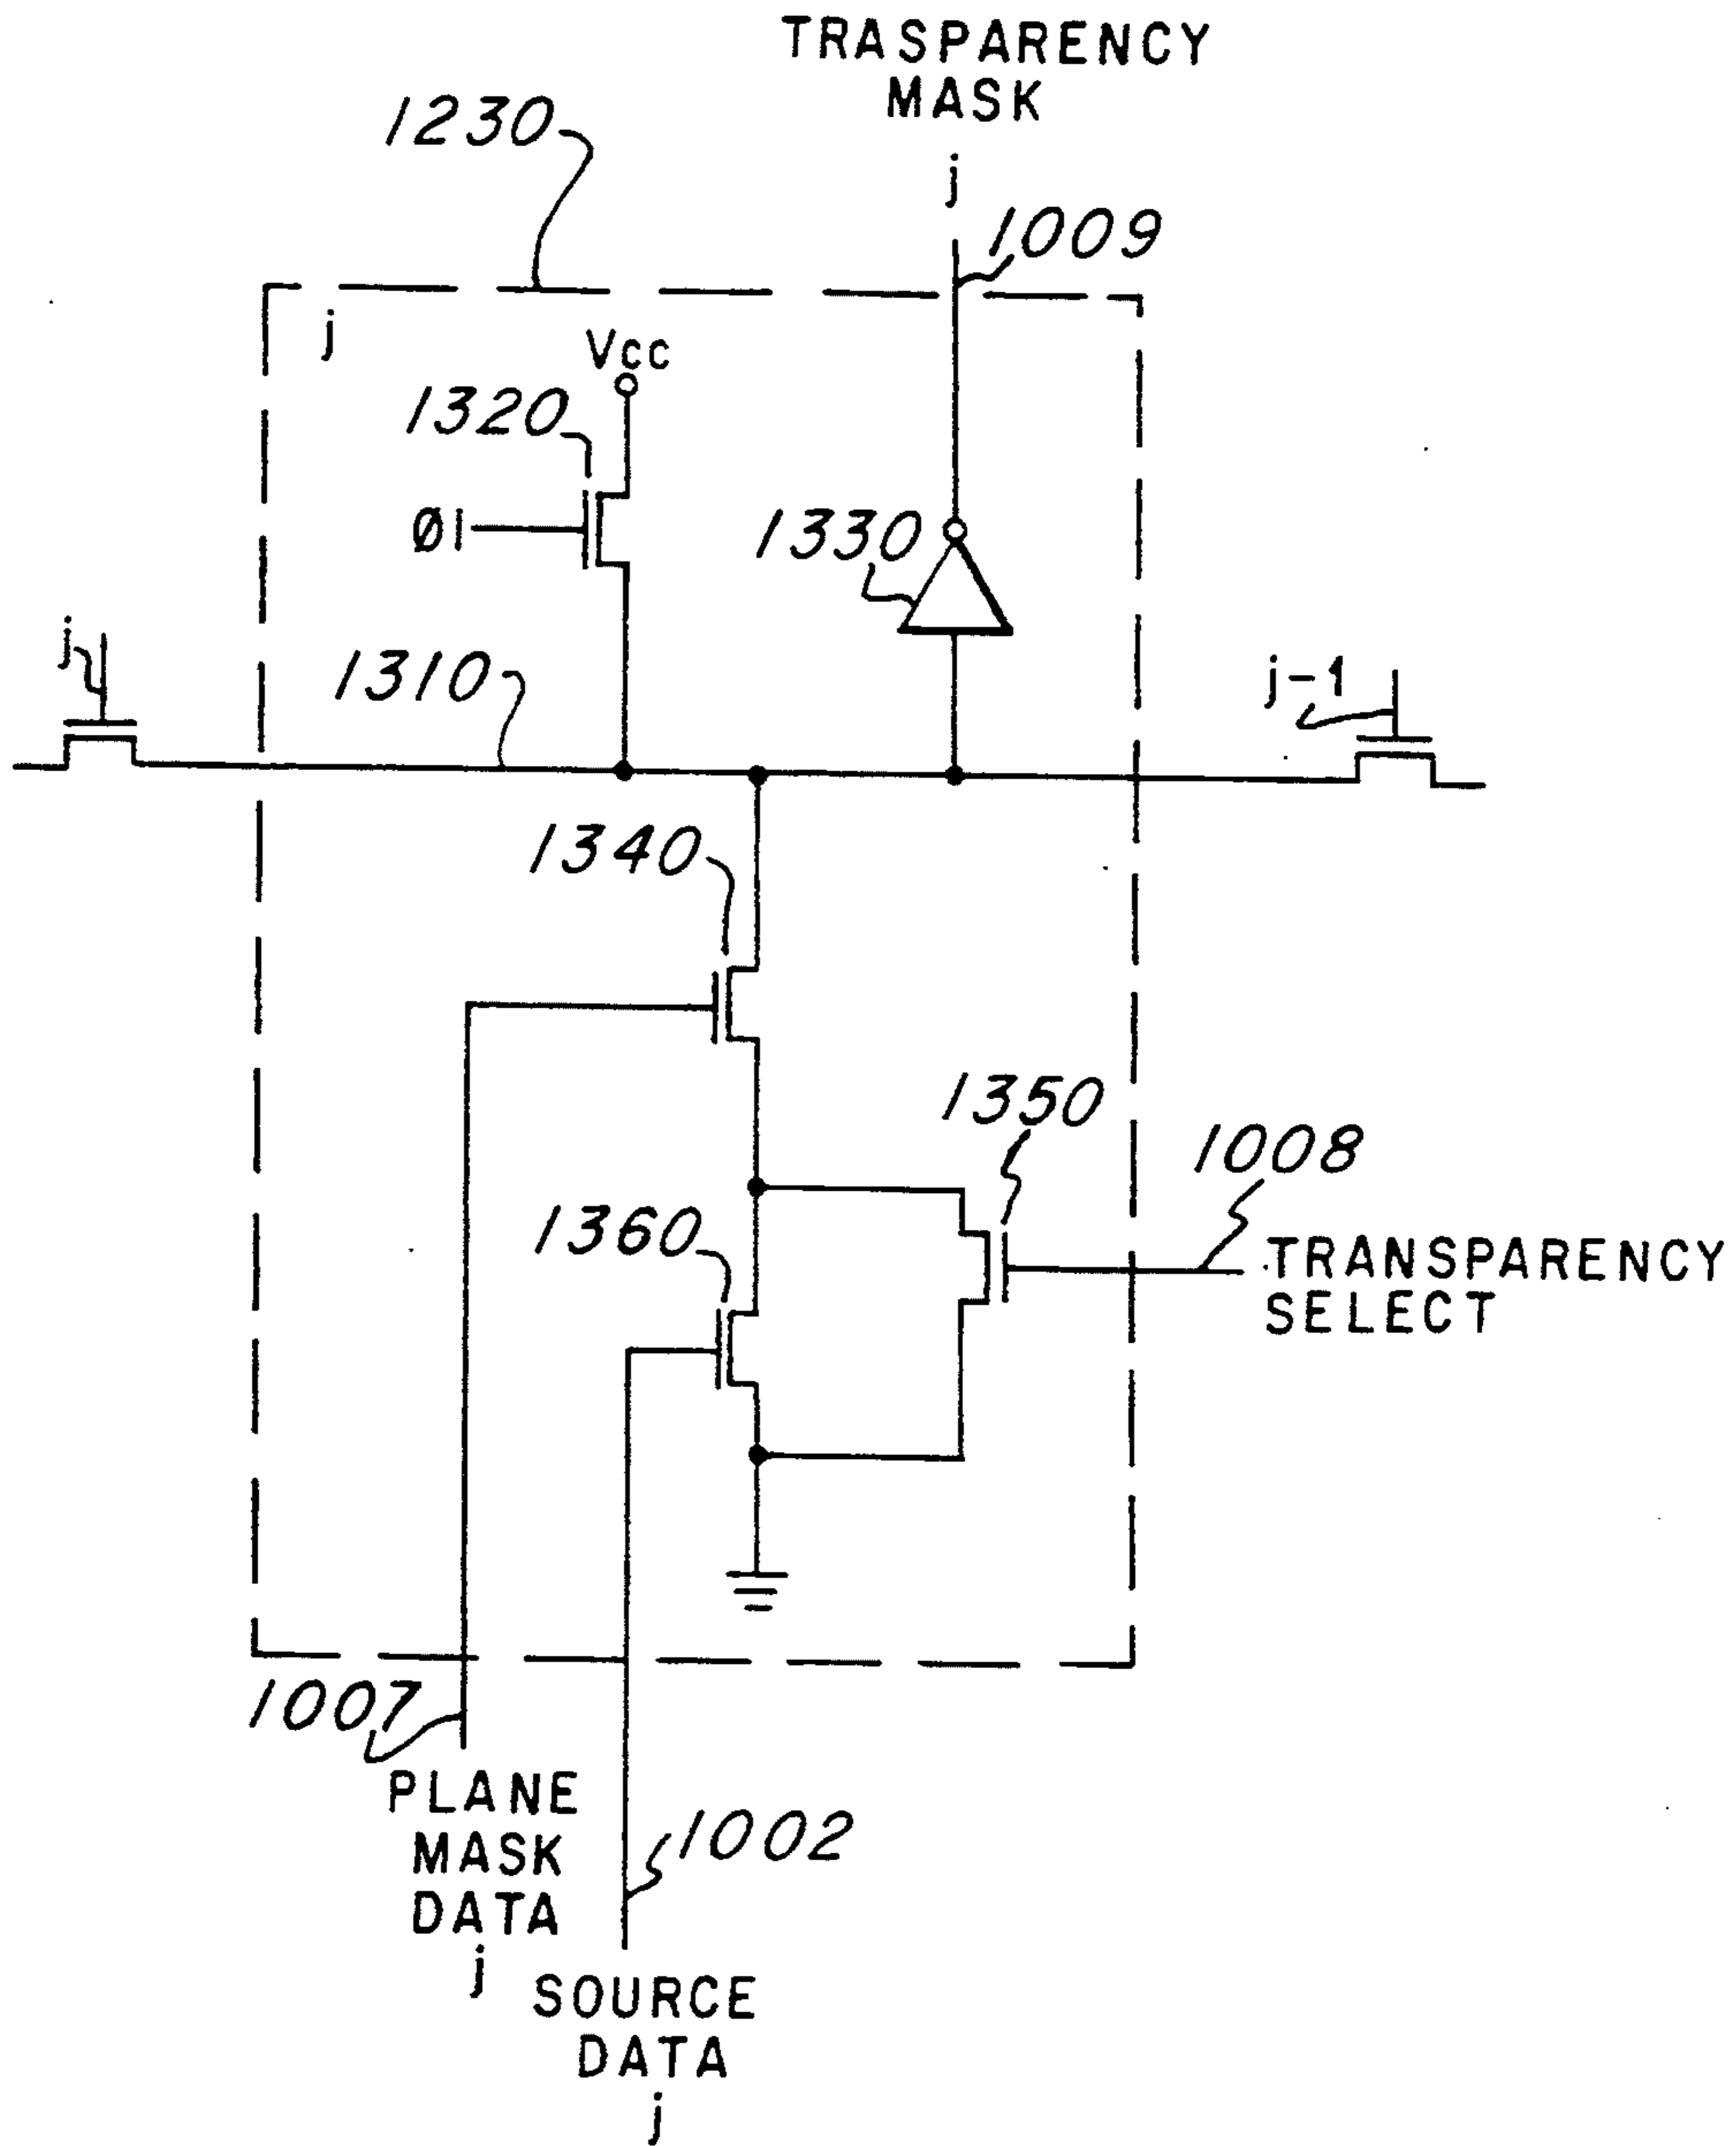 TRASPARENCY
MASK
j
1230
1009
j
Vcc
1320
Ø1
1330
j
1310
j-1
1340
1350
1008
1360
TRANSPARENCY
SELECT
1007
PLANE
MASK
DATA
j
1002
SOURCE
DATA
j